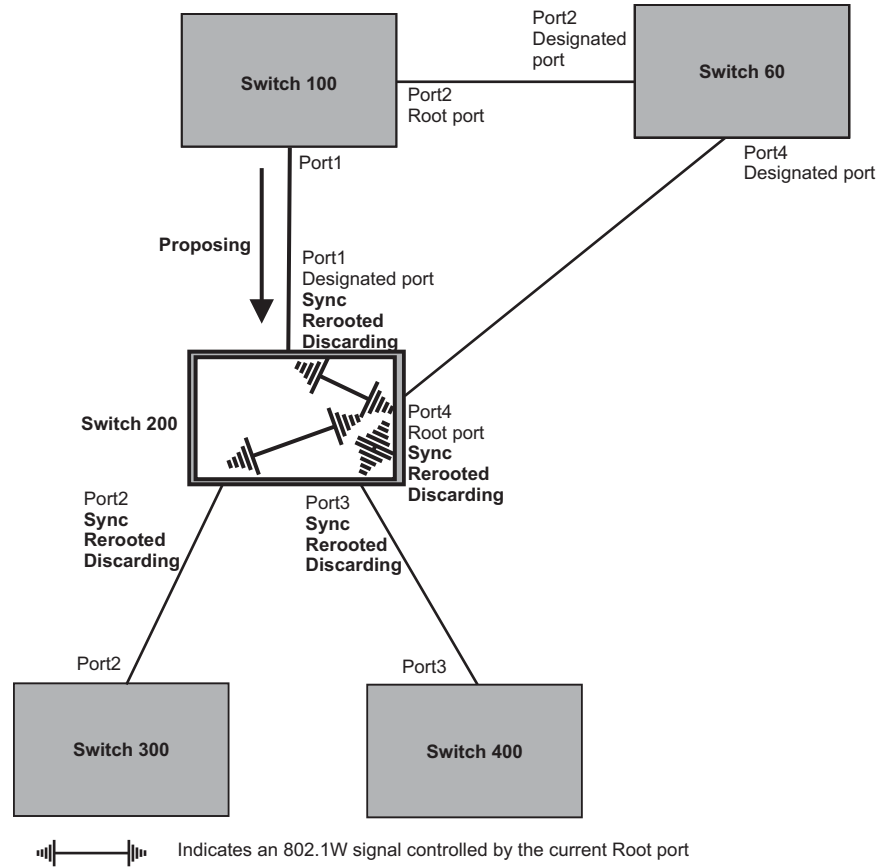 Port2
Designated
port
Switch 100
Switch 60
Port2
Root port
Port1
Port4
Designated port
Proposing
Port1
Designated port
Sync
Rerooted
Discarding
Switch 200
Port4
Root port
Sync
Rerooted
Discarding
Port2
Sync
Rerooted
Discarding
Port3
Sync
Rerooted
Discarding
Port2
Port3
Switch 300
Switch 400
Indicates an 802.1W signal controlled by the current Root port